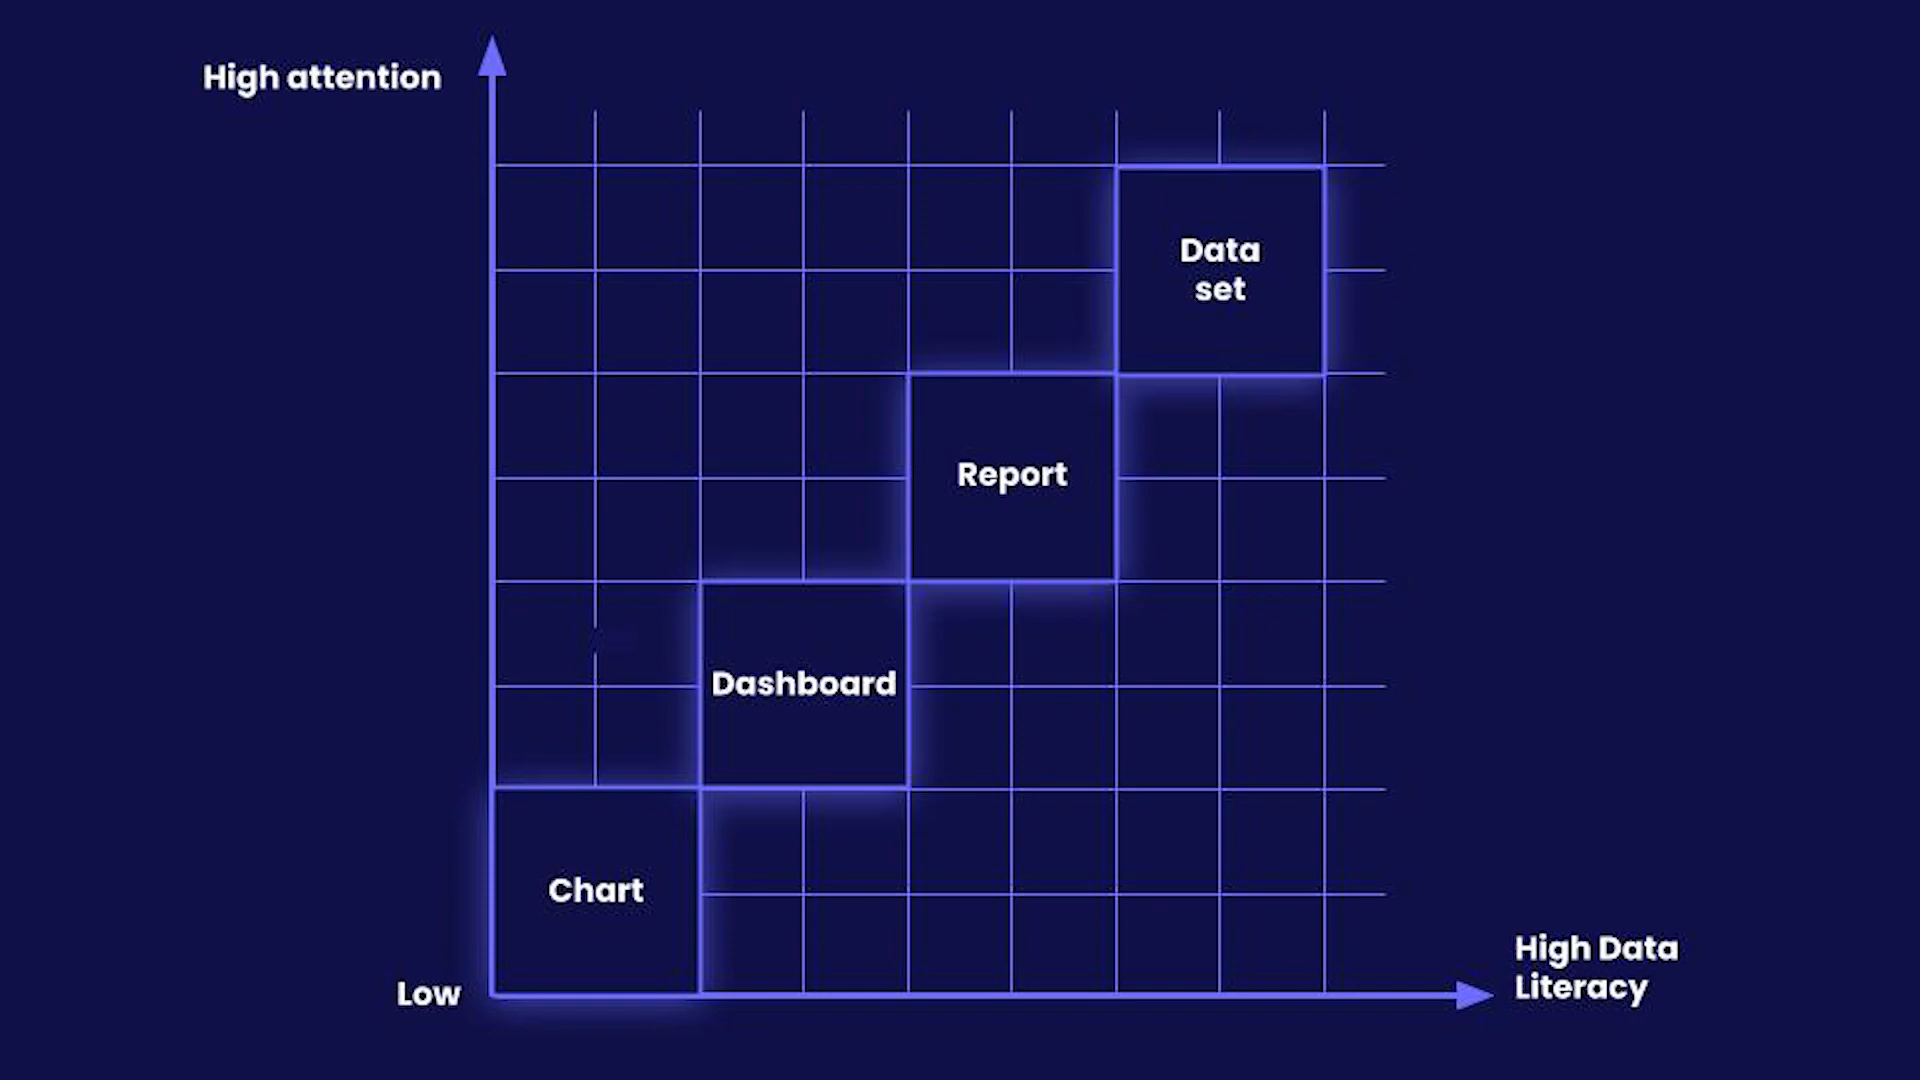 High attention
Data
set
Report
Dashboard
Chart
Low
High Data
Literacy